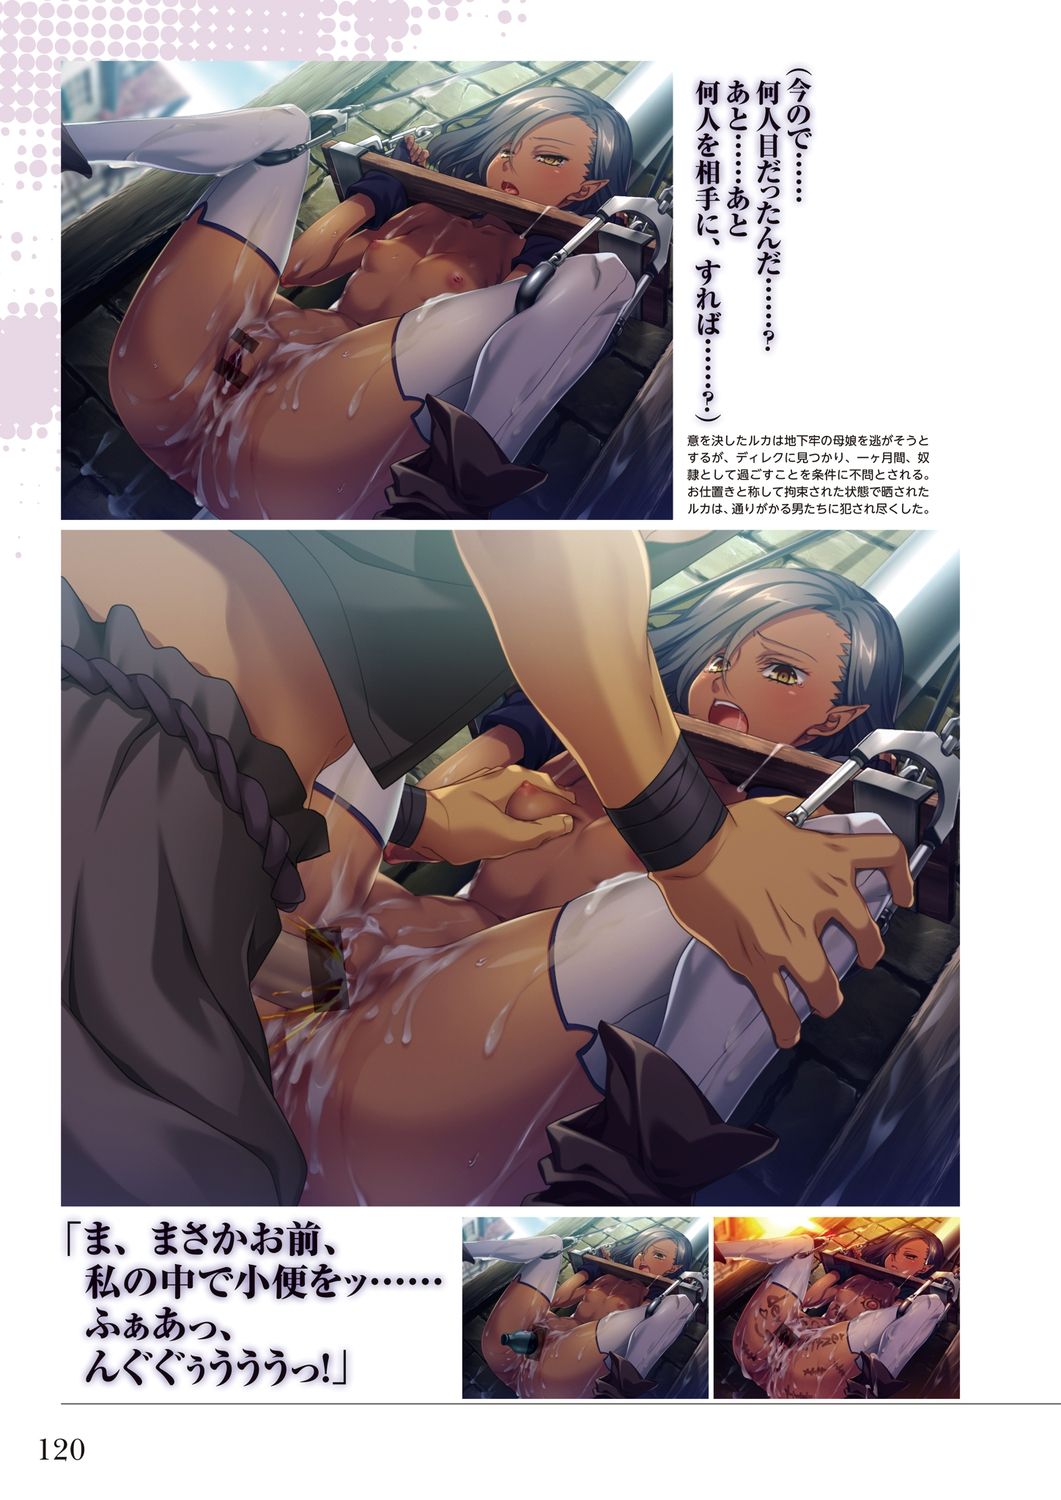 (今ので……
何人目だったんだ……?
あと……あと
何人を相手に、すれば……?)
意を決したルカは地下牢の母娘を逃がそうと
するが、ディレクに見つかり、一ヶ月間、奴
隷として過ごすことを条件に不問とされる。
お仕置きと称して拘束された状態で晒された
ルカは、通りがかる男たちに犯され尽くした。
「ま、まさかお前、
私の中で小便をッ……
ふぁあっ、
んぐぐぅうううっ!」
120